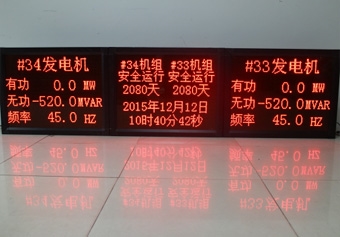 #34发电机
有功 0.0 MW
无功-520.0MVAR
频率 45.0 HZ
#34机组 #33机组
安全运行 安全运行
2080天 2080天
2015年12月12日
10时40分42秒
#33发电机
有功 0.0 MW
无功-520.0MVAR
频率 45.0 HZ